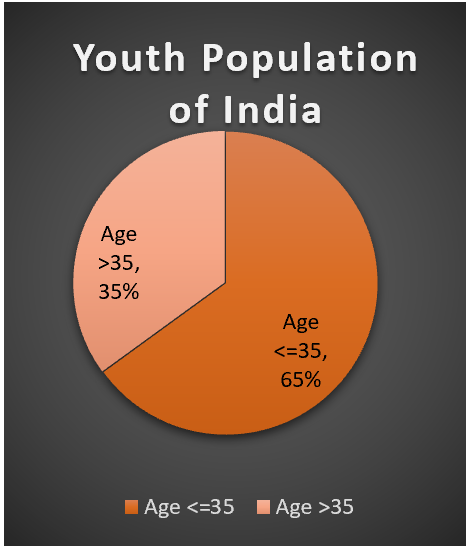 Youth Population
of India
Age
>35,
35%
Age
<=35,
65%
Age <=35
Age >35